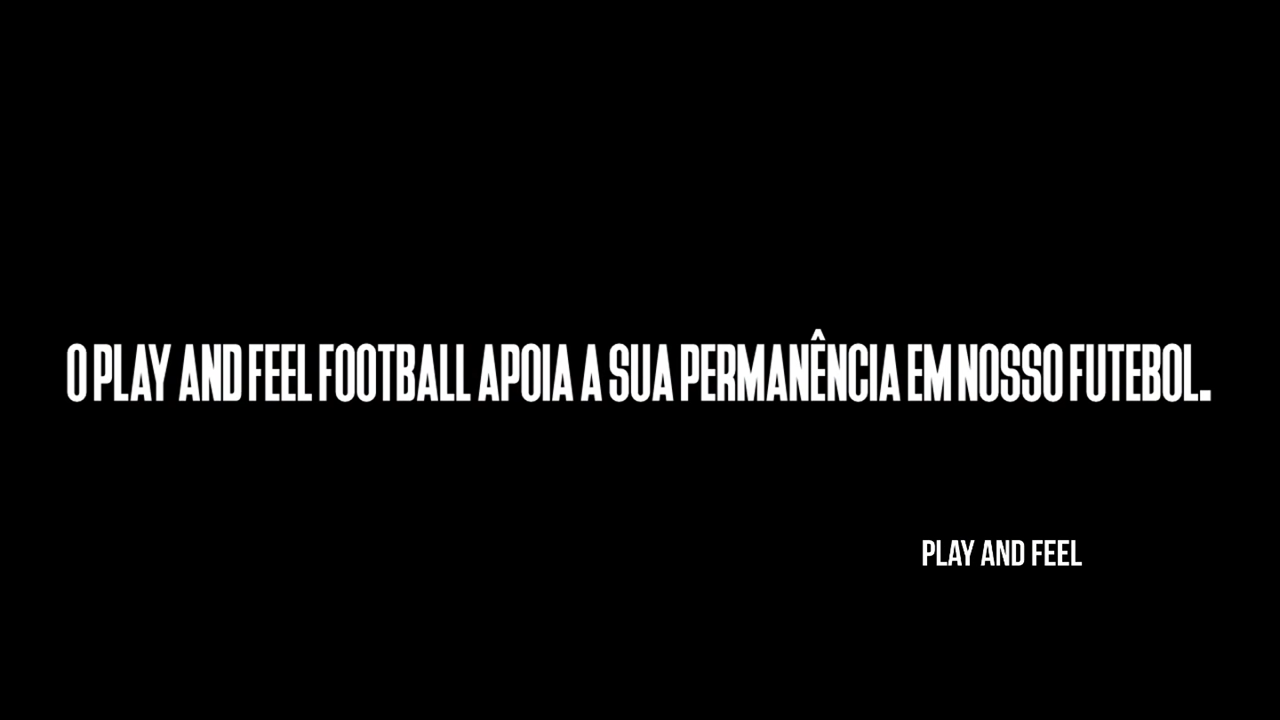 O PLAY AND FEEL FOOTBALL APOIA A SUA PERMANÊNCIA EM NOSSO FUTEBOL.
PLAY AND FEEL